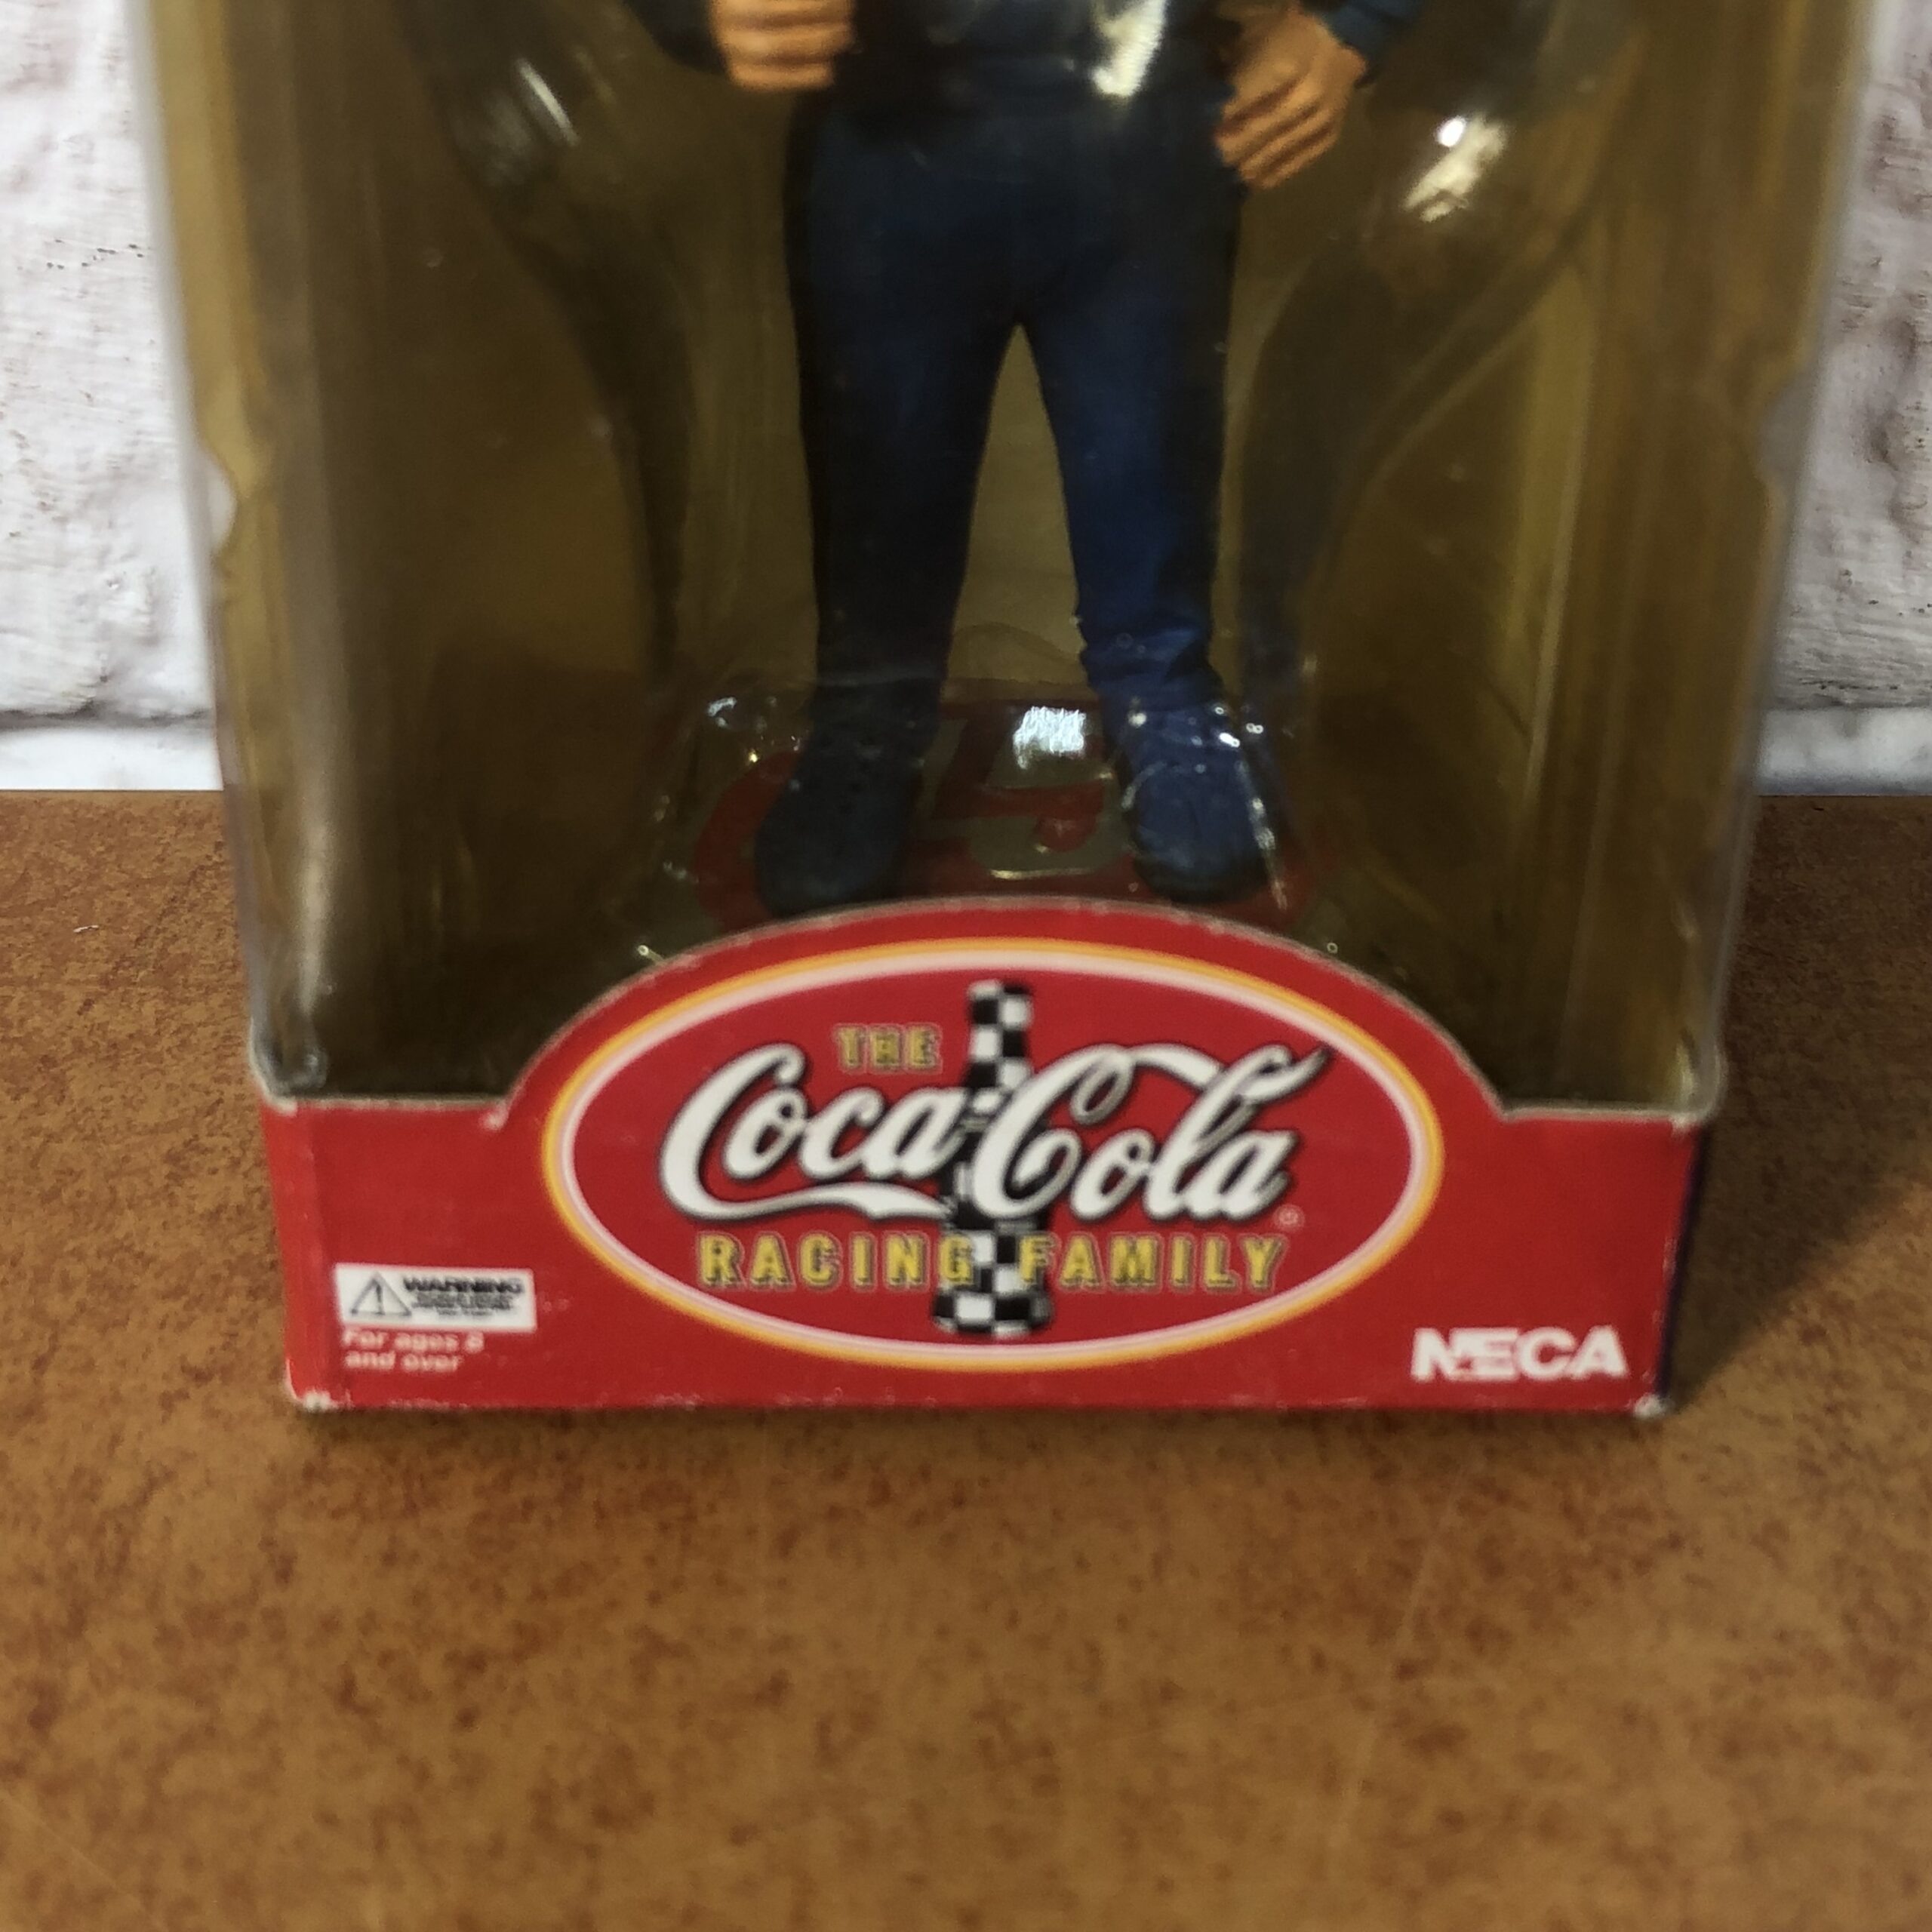 THE
Coca-Cola
RACING FAMILY
WARNING
For ages 8
and over
NECA